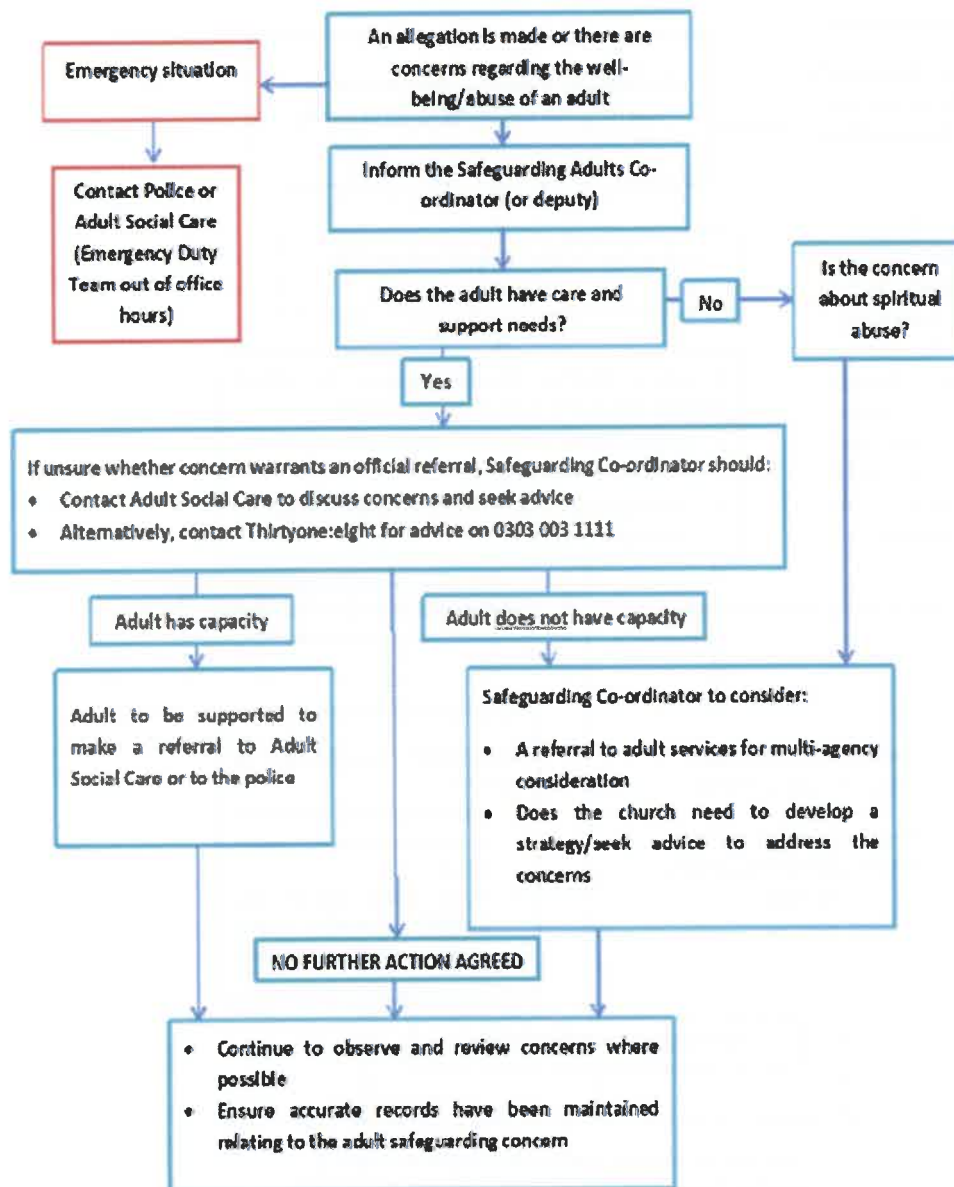 An allegation is made or there are
concerns regarding the well-
being/abuse of an adult
Emergency situation
Inform the Safeguarding Adults Co-
ordinator (or deputy)
Contact Police or
Adult Social Care
(Emergency Duty
Team out of office
hours)
Does the adult have care and
support needs?
No
Is the concern
about spiritual
abuse?
Yes
If unsure whether concern warrants an official referral, Safeguarding Co-ordinator should:
• Contact Adult Social Care to discuss concerns and seek advice
• Alternatively, contact Thirtyone:eight for advice on 0303 003 1111
Adult has capacity
Adult does not have capacity
Adult to be supported to
make a referral to Adult
Social Care or to the police
Safeguarding Co-ordinator to consider:
• A referral to adult services for multi-agency
consideration
• Does the church need to develop a
strategy/seek advice to address the
concerns
NO FURTHER ACTION AGREED
• Continue to observe and review concerns where
possible
• Ensure accurate records have been maintained
relating to the adult safeguarding concern